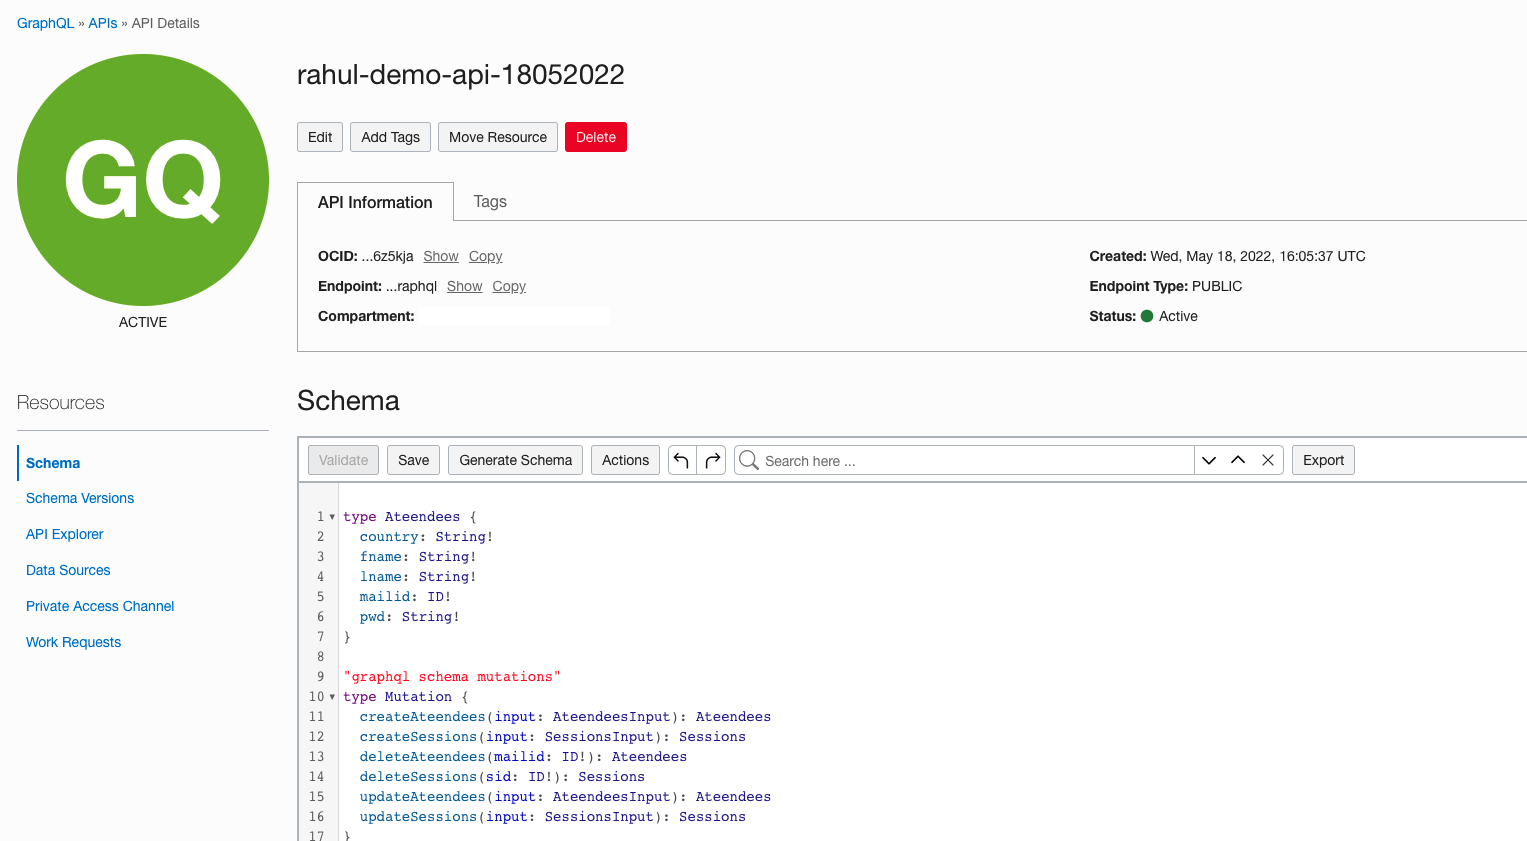 GraphQL » APIs » API Details
GQ
ACTIVE
rahul-demo-api-18052022
Edit
Add Tags
Move Resource
Delete
API Information
Tags
OCID: ...6z5kja Show Copy
Endpoint: ...raphql Show Copy
Compartment:
Created: Wed, May 18, 2022, 16:05:37 UTC
Endpoint Type: PUBLIC
Status: Active
Resources
Schema
Schema Versions
API Explorer
Data Sources
Private Access Channel
Work Requests
Schema
Validate
Save
Generate Schema
Actions
Search here ...
Export
1 type Ateendees {
2 country: String!
3 fname: String!
4 lname: String!
5 mailid: ID!
6 pwd: String!
7 }
8
9 "graphql schema mutations"
10 type Mutation {
11 createAteendees(input: AteendeesInput): Ateendees
12 createSessions(input: SessionsInput): Sessions
13 deleteAteendees(mailid: ID!): Ateendees
14 deleteSessions(sid: ID!): Sessions
15 updateAteendees(input: AteendeesInput): Ateendees
16 updateSessions(input: SessionsInput): Sessions
17 }